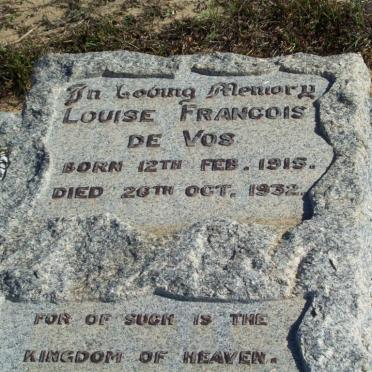 In Loving Memory
LOUISE FRANCOIS
DE VOS
BORN 12TH FEB. 1915.
DIED 26TH OCT. 1932.
FOR OF SUCH IS THE
KINGDOM OF HEAVEN.